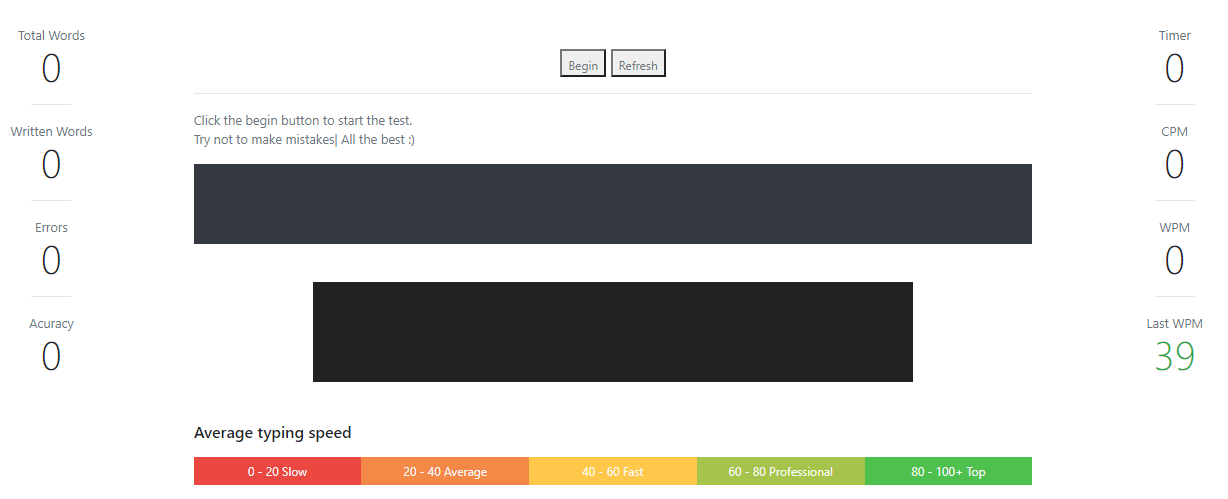 Total Words
0
Written Words
0
Errors
0
Acuracy
0
Begin Refresh
Click the begin button to start the test.
Try not to make mistakes| All the best :)
Average typing speed
0 - 20 Slow 20 - 40 Average 40 - 60 Fast 60 - 80 Professional 80 - 100+ Top
Timer
0
CPM
0
WPM
0
Last WPM
39